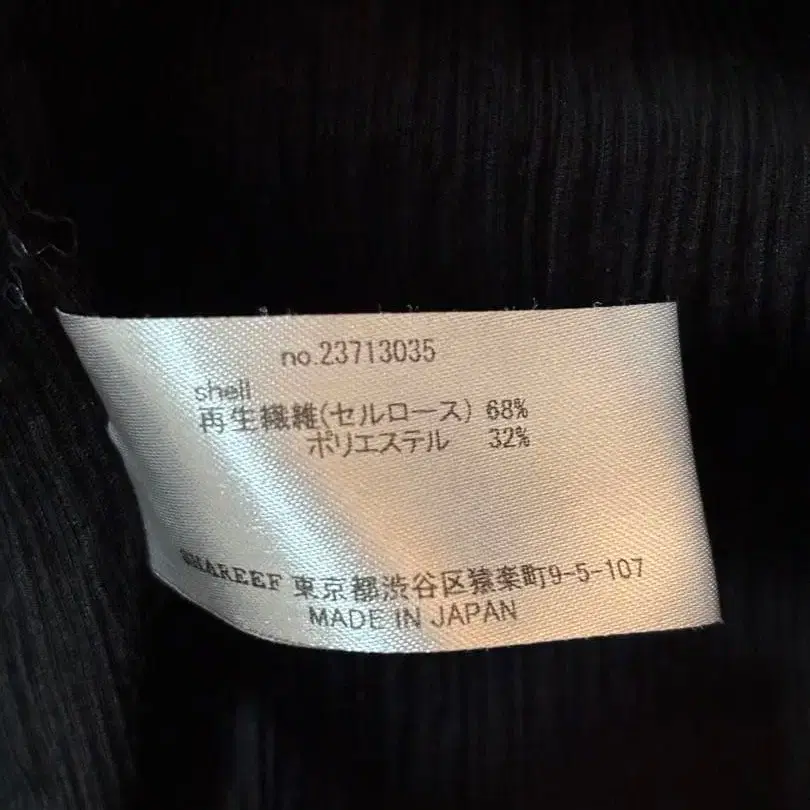 no.23713035
shell
再生繊維(セルロース) 68%
ポリエステル 32%
SHAREEF 東京都渋谷区猿楽町9-5-107
MADE IN JAPAN